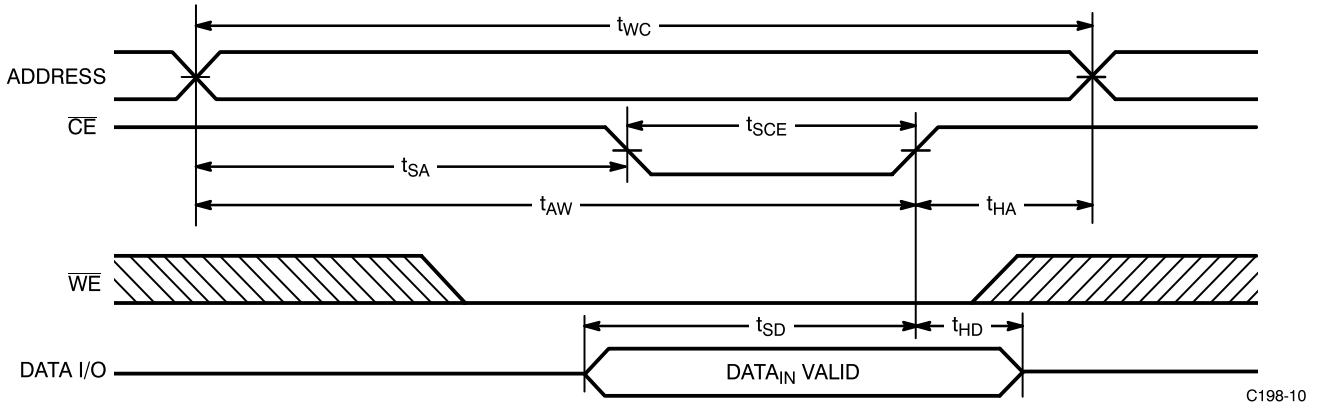 tWC
ADDRESS
CE
tSCE
tSA
tAW
tHA
WE
tSD
tHD
DATA I/O
DATAIN VALID
C198-10